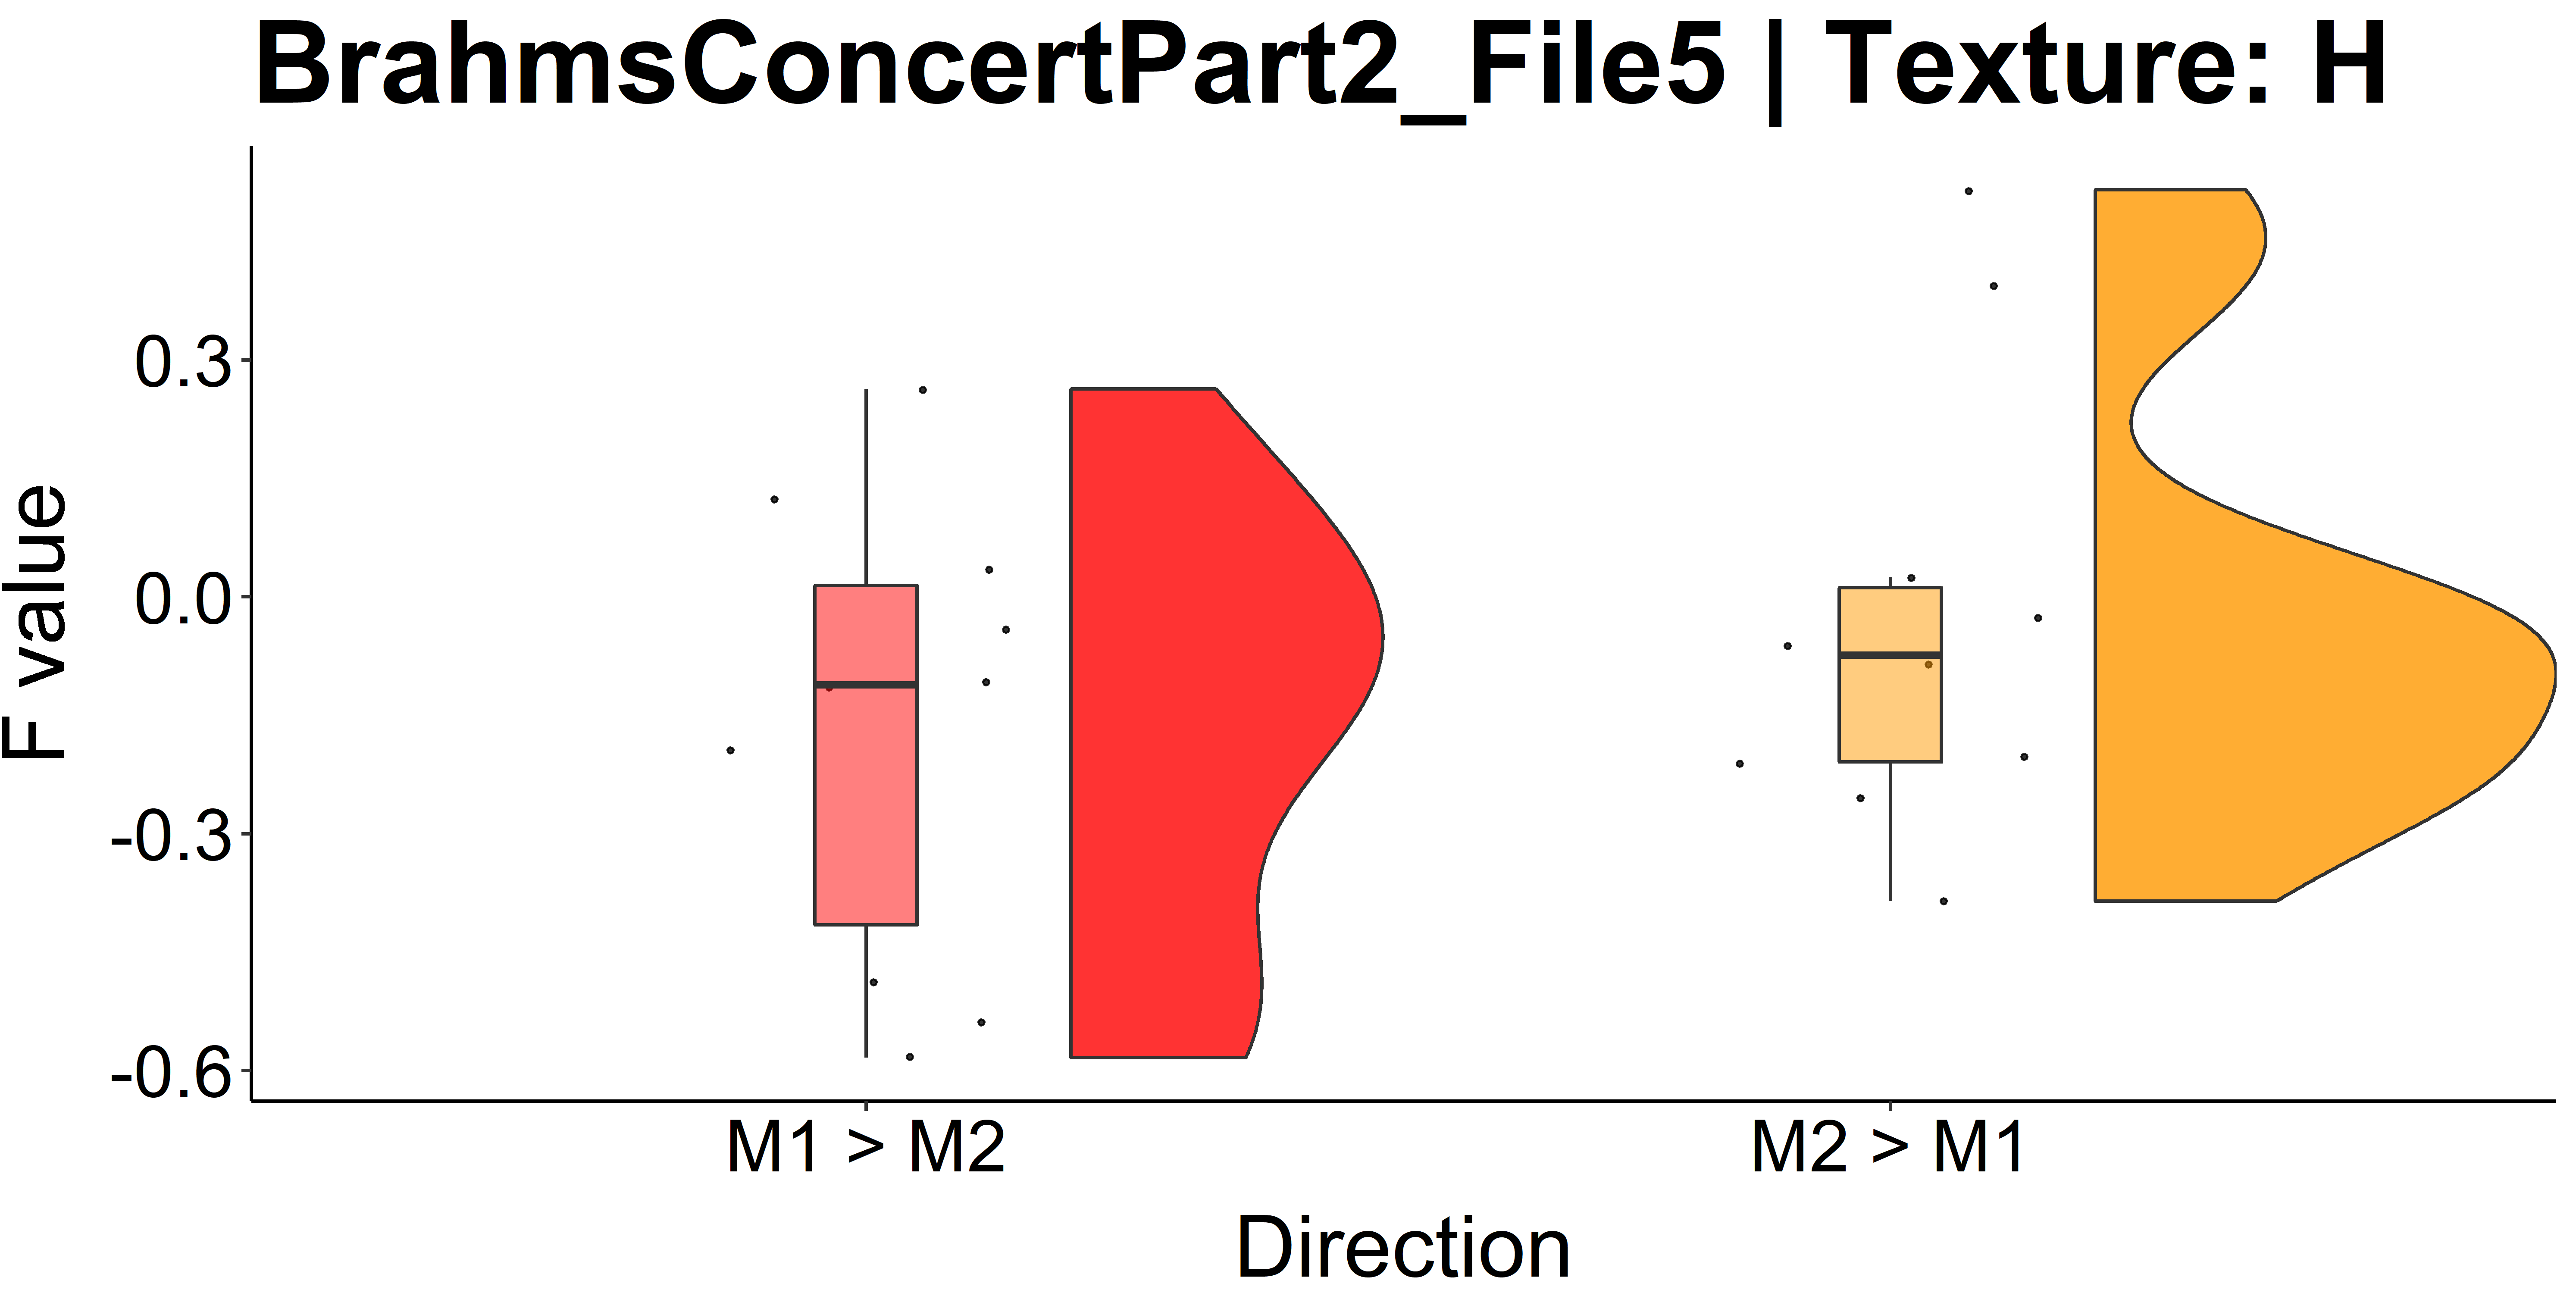 BrahmsConcertPart2_File5 | Texture: H
F value
0.3
0.0
-0.3
-0.6
M1 > M2
M2 > M1
Direction